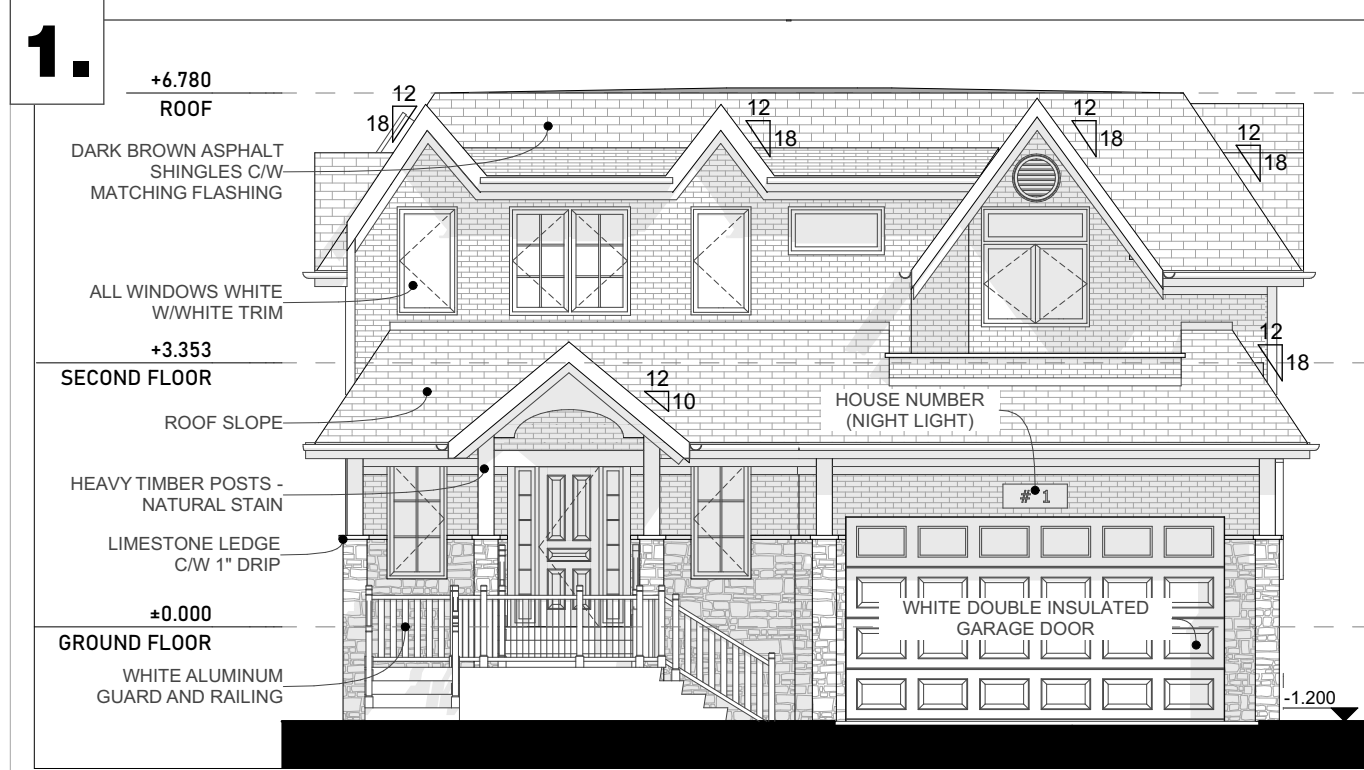 1.
+6.780
ROOF
12
18
12
18
12
18
12
18
DARK BROWN ASPHALT
SHINGLES C/W
MATCHING FLASHING
ALL WINDOWS WHITE
W/WHITE TRIM
+3.353
SECOND FLOOR
12
18
12
10
ROOF SLOPE
HOUSE NUMBER
(NIGHT LIGHT)
HEAVY TIMBER POSTS -
NATURAL STAIN
# 1
LIMESTONE LEDGE
C/W 1" DRIP
±0.000
GROUND FLOOR
WHITE DOUBLE INSULATED
GARAGE DOOR
WHITE ALUMINUM
GUARD AND RAILING
-1.200